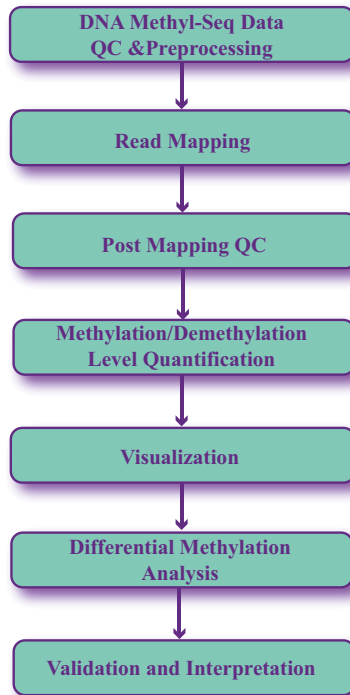 DNA Methyl-Seq Data
QC &Preprocessing
Read Mapping
Post Mapping QC
Methylation/Demethylation
Level Quantification
Visualization
Differential Methylation
Analysis
Validation and Interpretation